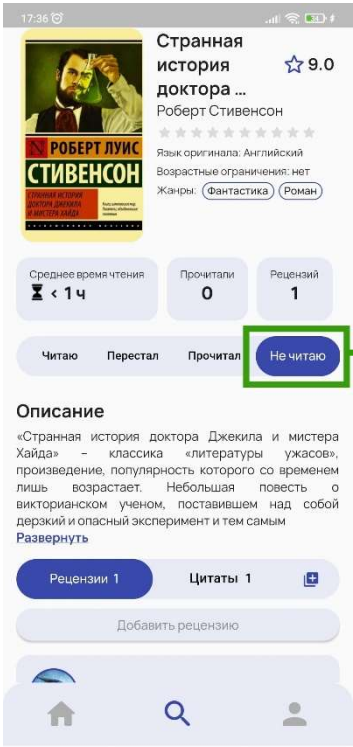 17:36
Странная
история
доктора ...
9.0
Роберт Стивенсон
РОБЕРТ ЛУИС
СТИВЕНСОН
СТРАННАЯ ИСТОРИЯ
ДОКТОРА ДЖЕКИЛА
И МИСТЕРА ХАЙДА
Язык оригинала: Английский
Возрастные ограничения: нет
Жанры: Фантастика Роман
Среднее время чтения
< 1 ч
Прочитали
0
Рецензий
1
Читаю Перестал Прочитал Не читаю
Описание
«Странная история доктора Джекила и мистера
Хайда» – классика «литературы ужасов»,
произведение, популярность которого со временем
лишь возрастает. Небольшая повесть о
викторианском ученом, поставившем над собой
дерзкий и опасный эксперимент и тем самым
Развернуть
Рецензии 1 Цитаты 1
Добавить рецензию